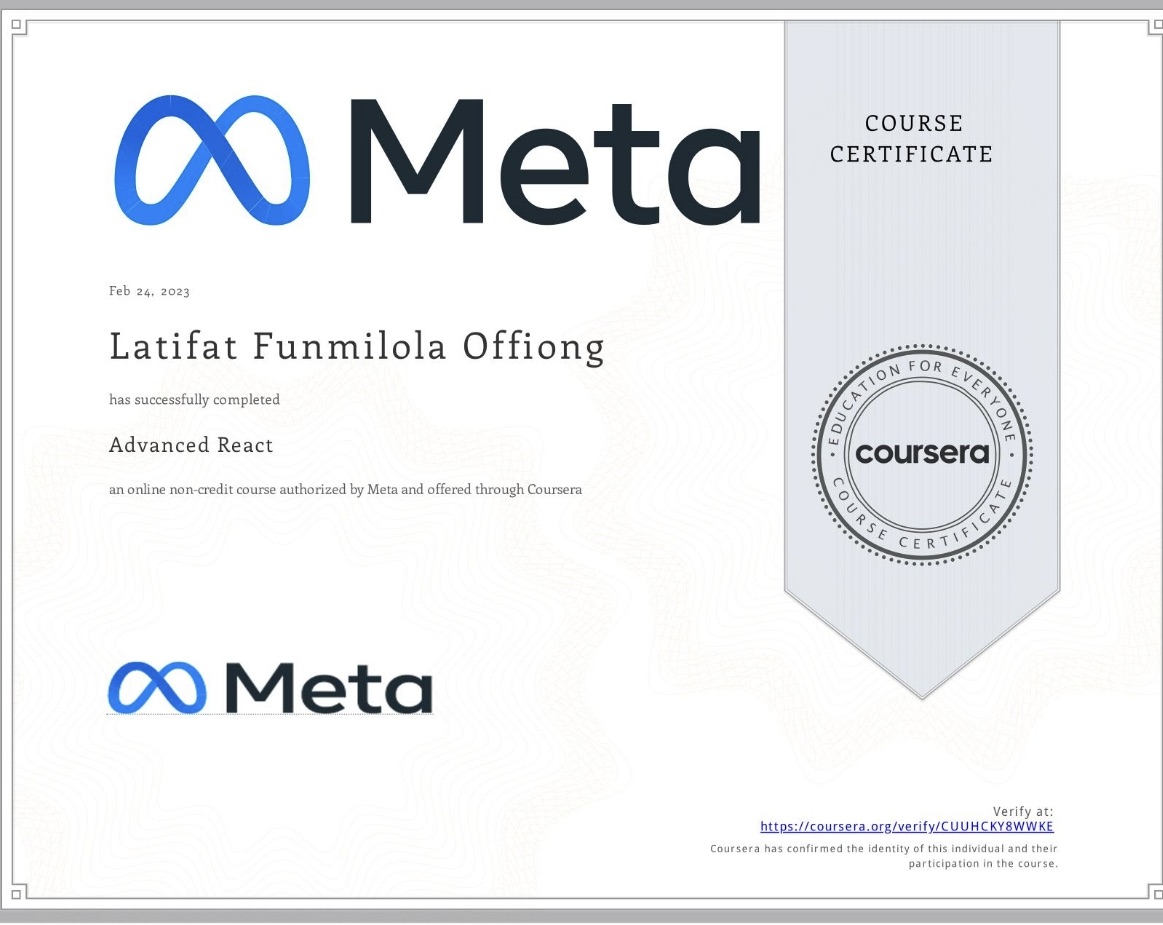 Meta
COURSE
CERTIFICATE
Feb 24, 2023
Latifat Funmilola Offiong
has successfully completed
Advanced React
an online non-credit course authorized by Meta and offered through Coursera
EDUCATION FOR EVERYONE
coursera
COURSE CERTIFICATE
Meta
Verify at:
https://coursera.org/verify/CUUHCKY8WWKE
Coursera has confirmed the identity of this individual and their
participation in the course.